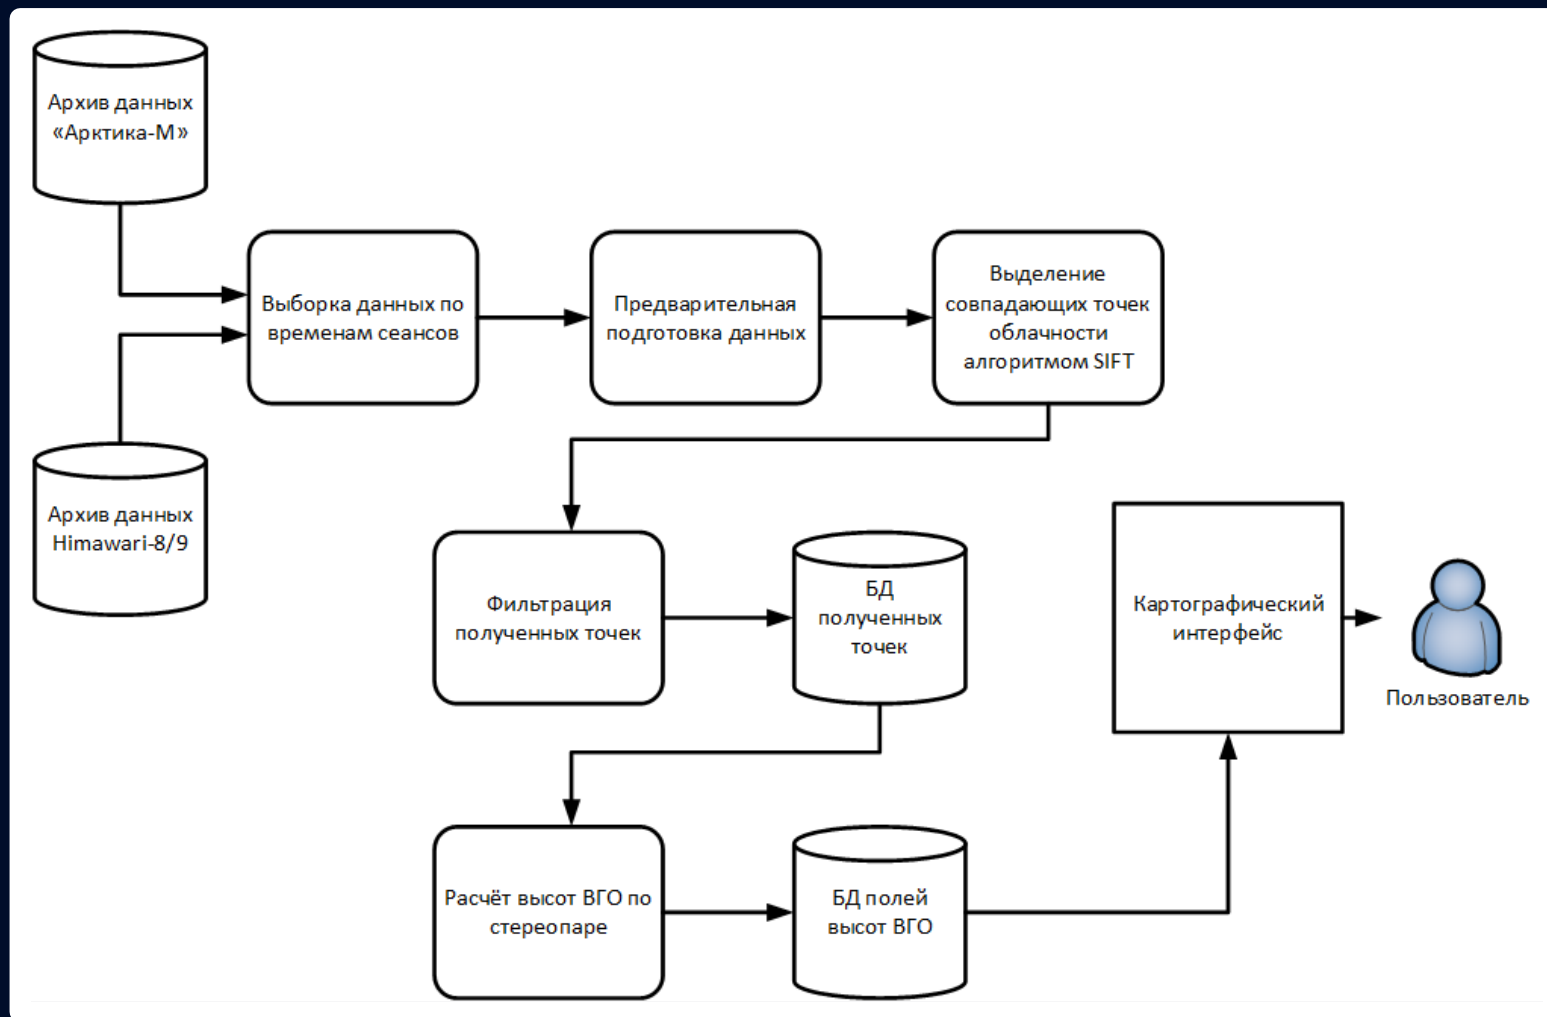 Архив данных
«Арктика-М»
Выборка данных по
временам сеансов
Предварительная
подготовка данных
Выделение
совпадающих точек
облачности
алгоритмом SIFT
Архив данных
Himawari-8/9
Фильтрация
полученных точек
БД
полученных
точек
Картографический
интерфейс
Пользователь
Расчёт высот ВГО по
стереопаре
БД полей
высот ВГО